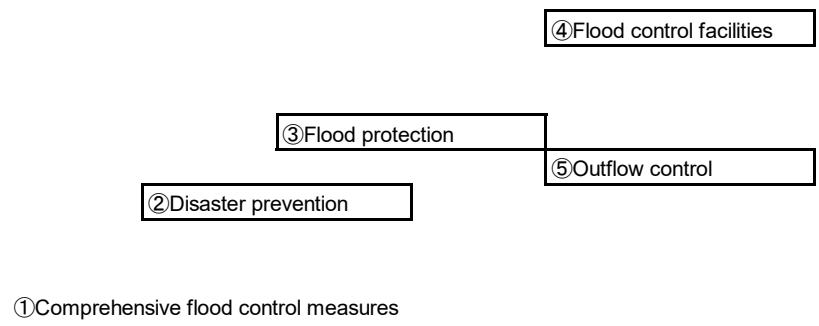 ④Flood control facilities
③Flood protection
⑤Outflow control
②Disaster prevention
①Comprehensive flood control measures